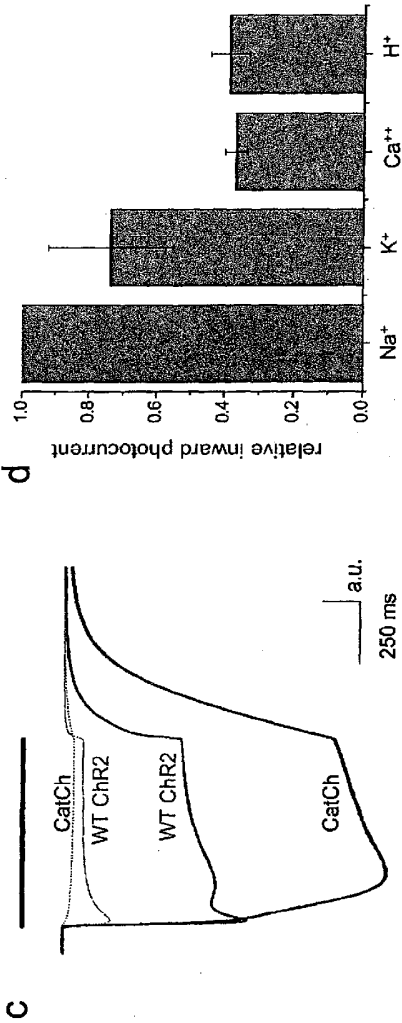 c
CatCh
WT ChR2
WT ChR2
CatCh
a.u.
250 ms
d
relative inward photocurrent
1.0
0.8
0.6
0.4
0.2
0.0
Na⁺
K⁺
Ca⁺⁺
H⁺